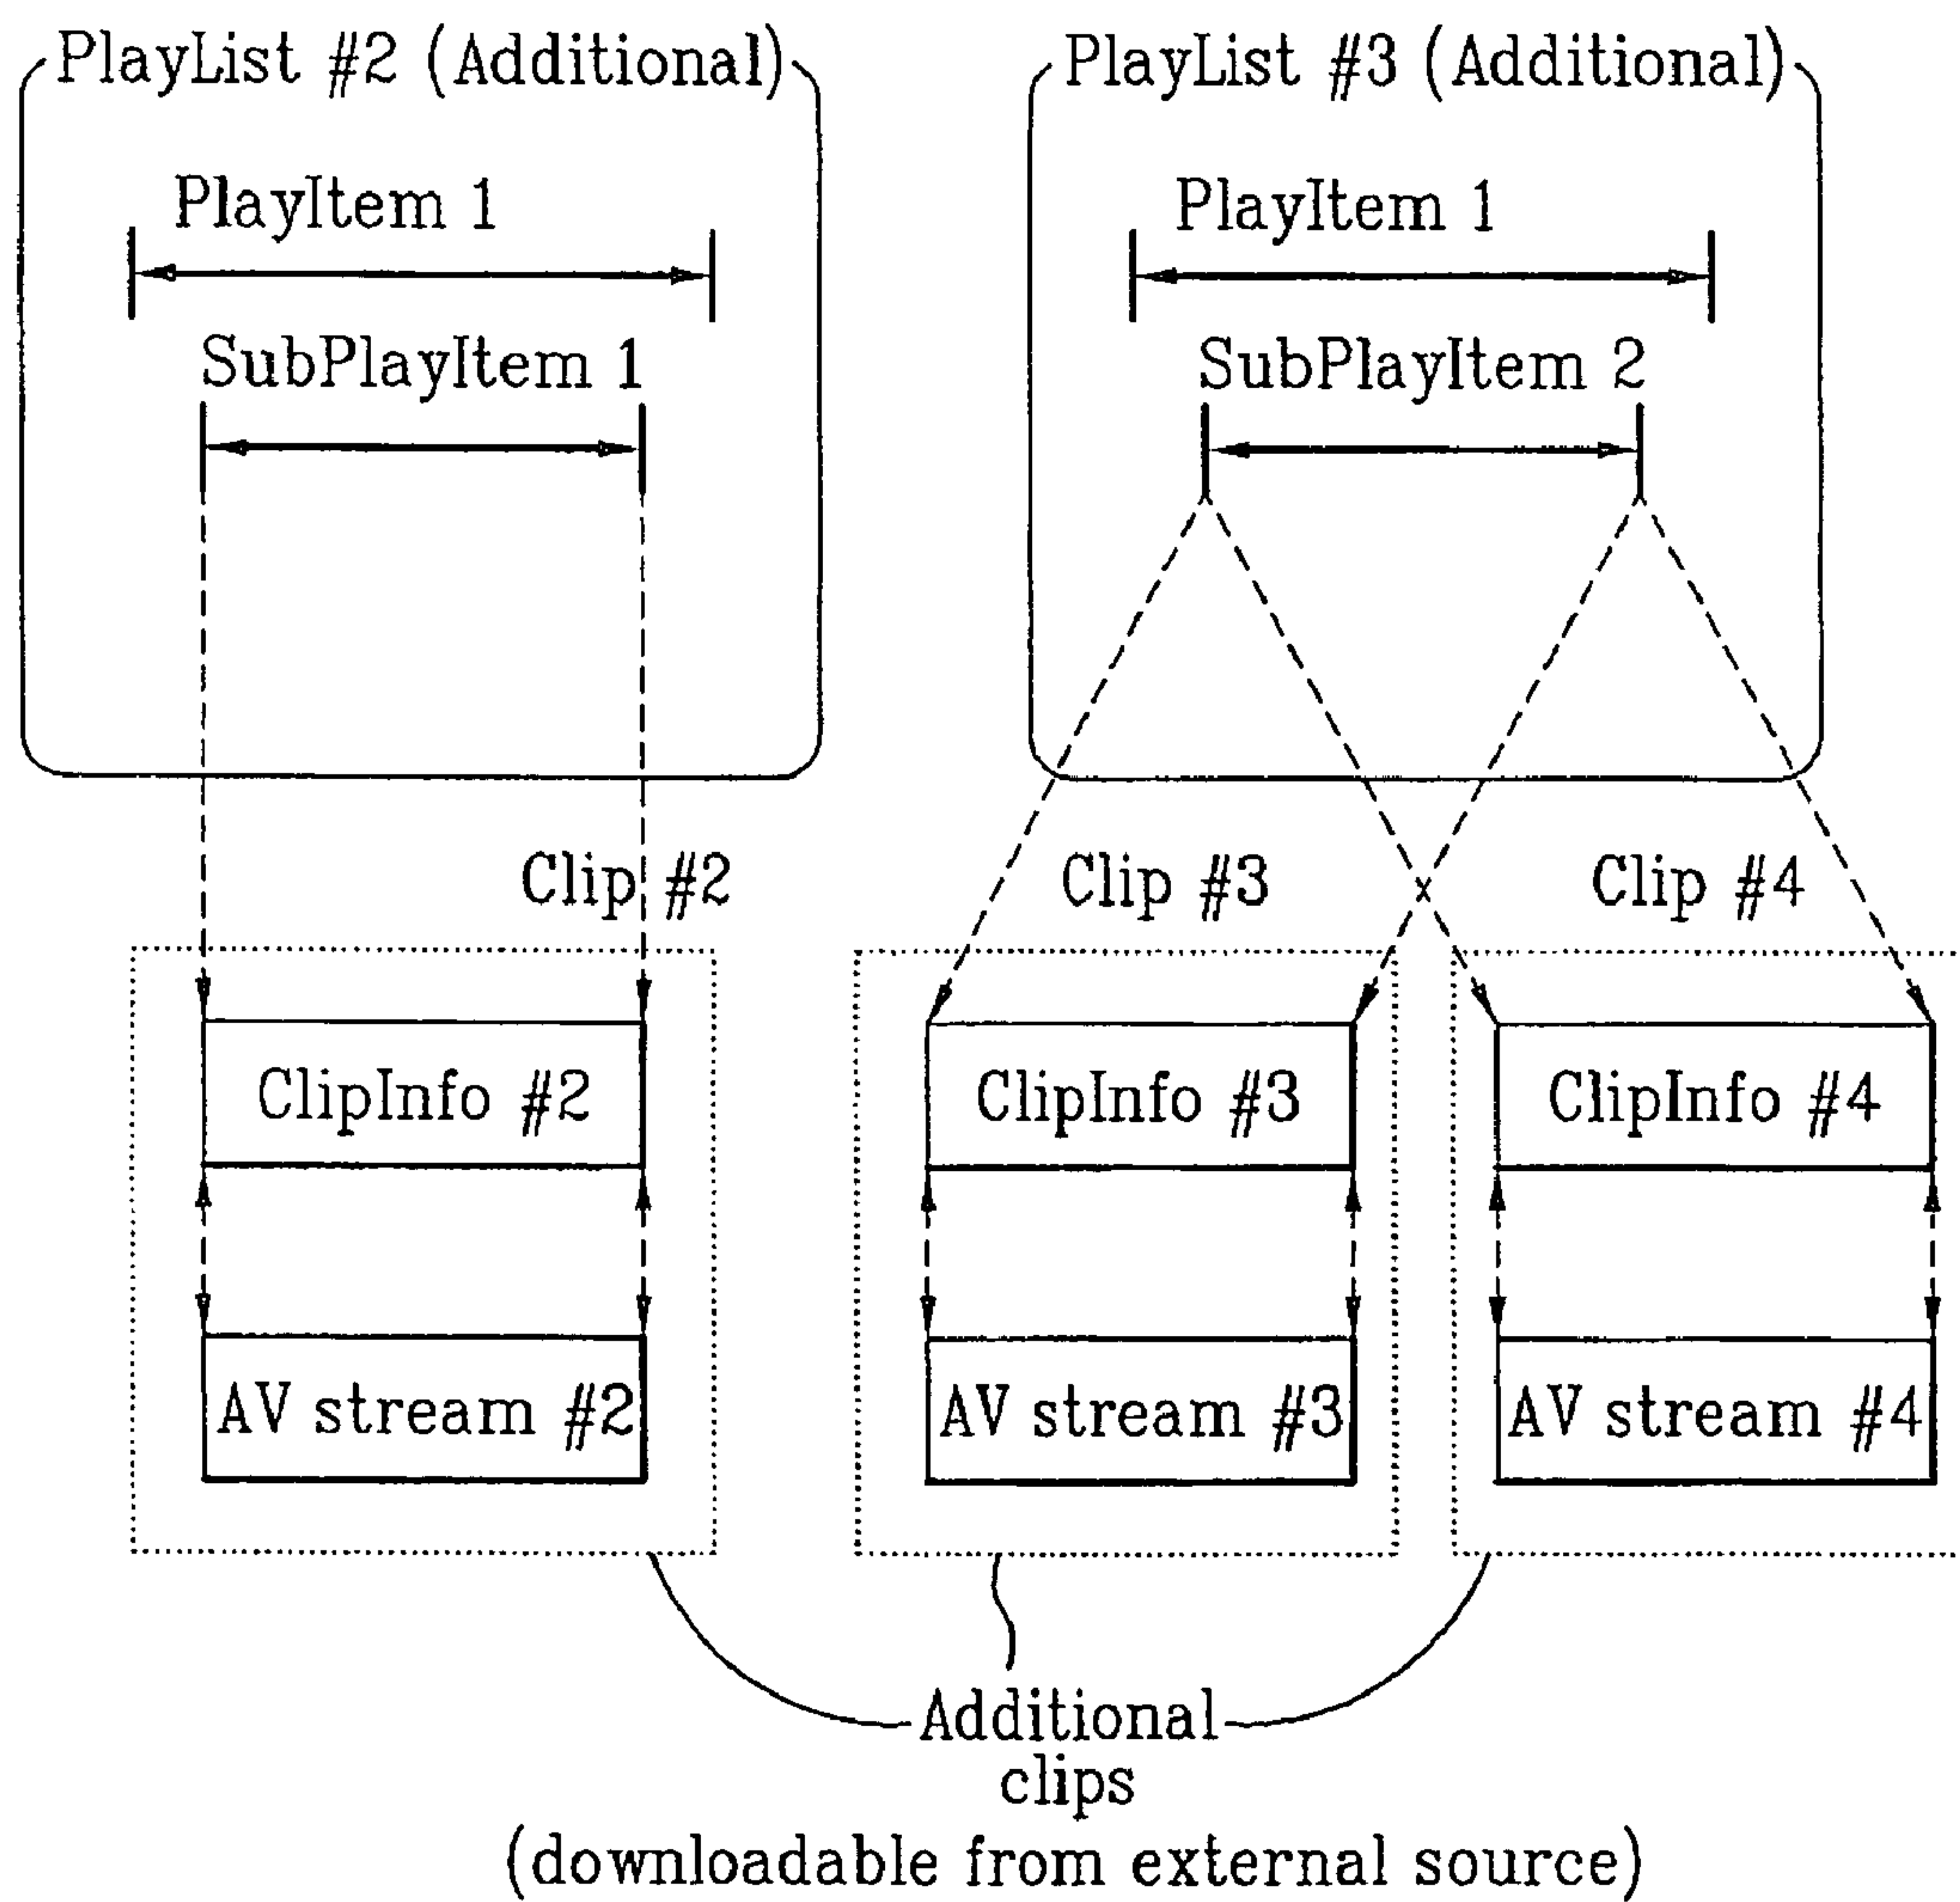 PlayList #2 (Additional)
PlayItem 1
SubPlayItem 1
PlayList #3 (Additional)
PlayItem 1
SubPlayItem 2
Clip #2
Clip #3
Clip #4
ClipInfo #2
ClipInfo #3
ClipInfo #4
AV stream #2
AV stream #3
AV stream #4
Additional
clips
(downloadable from external source)